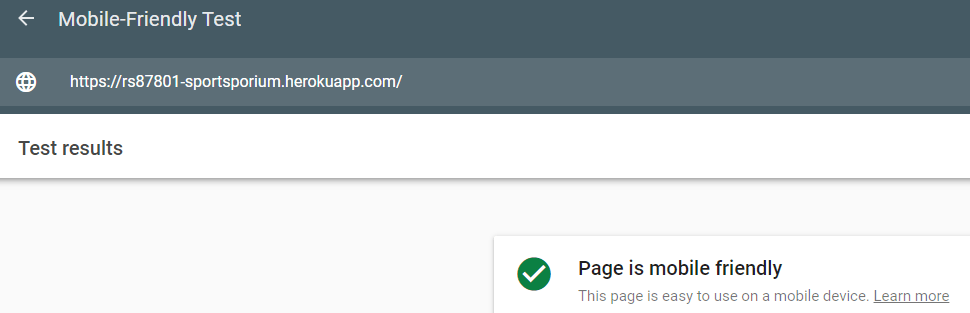 Mobile-Friendly Test
https://rs87801-sportsporium.herokuapp.com/
Test results
Page is mobile friendly
This page is easy to use on a mobile device. Learn more